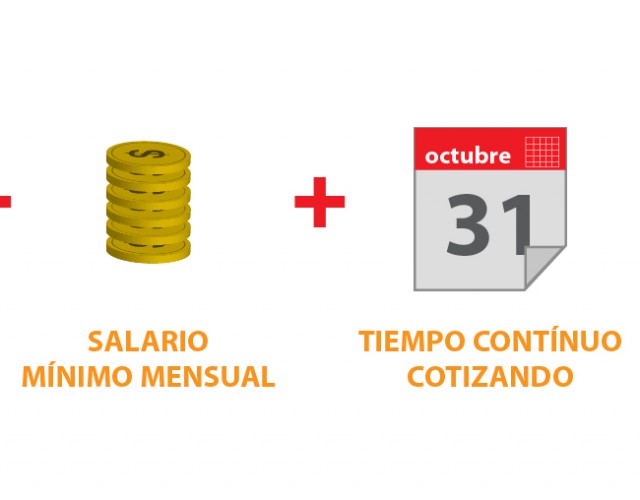 octubre
31
SALARIO
MÍNIMO MENSUAL
TIEMPO CONTÍNUO
COTIZANDO